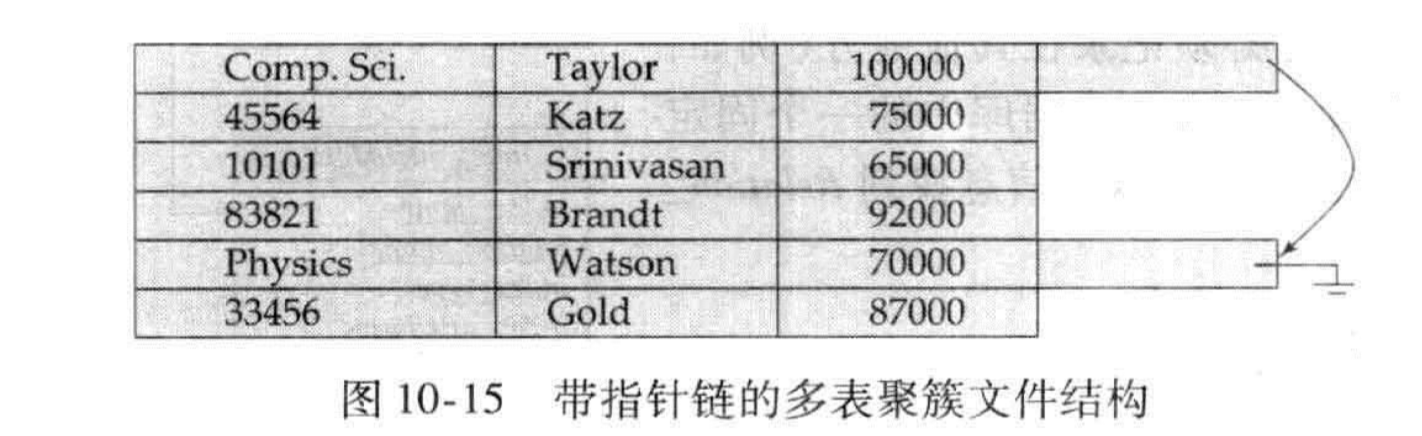 Comp. Sci. Taylor 100000
45564 Katz 75000
10101 Srinivasan 65000
83821 Brandt 92000
Physics Watson 70000
33456 Gold 87000
图 10-15 带指针链的多表聚簇文件结构